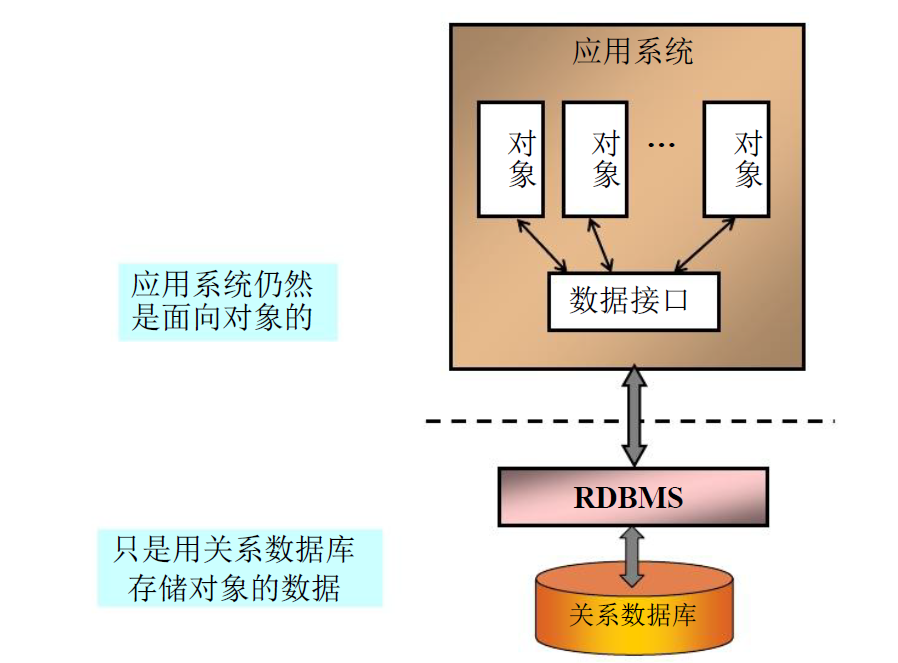 应用系统
对
象
对
象
...
对
象
数据接口
应用系统仍然
是面向对象的
RDBMS
只是用关系数据库
存储对象的数据
关系数据库